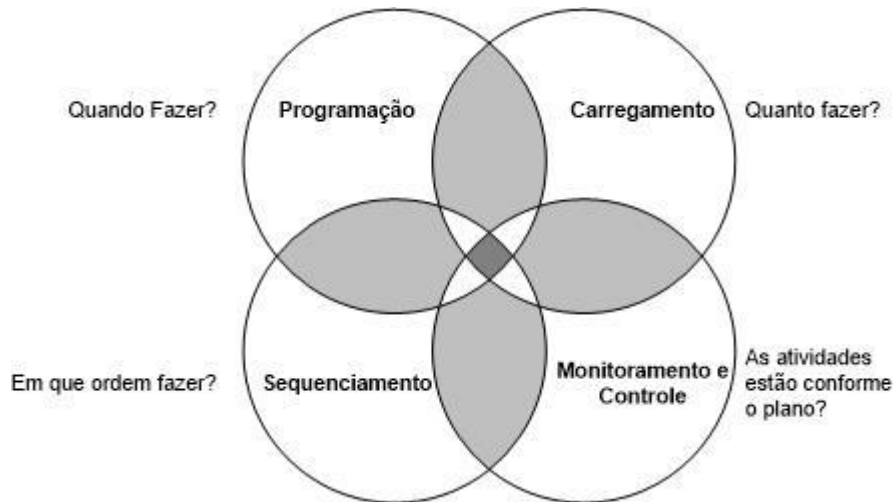 Quando Fazer?
Programação
Carregamento
Quanto fazer?
Em que ordem fazer?
Sequenciamento
Monitoramento e
Controle
As atividades
estão conforme
o plano?